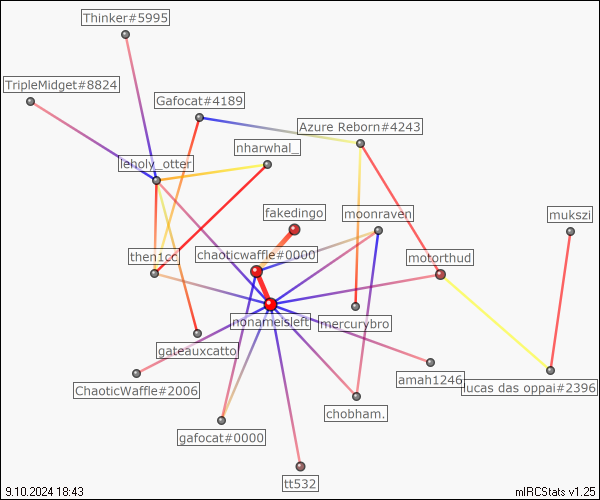 Thinker#5995
TripleMidget#8824
Gafocat#4189
Azure Reborn#4243
nharwhal_
leholy_otter
fakedingo
moonraven
mukszi
then1cc
chaoticwaffle#0000
motorthud
nonameisleft
mercurybro
gateauxcatto
ChaoticWaffle#2006
amah1246
lucas das oppai#2396
chobham.
gafocat#0000
tt532
9.10.2024 18:43
mIRCStats v1.25